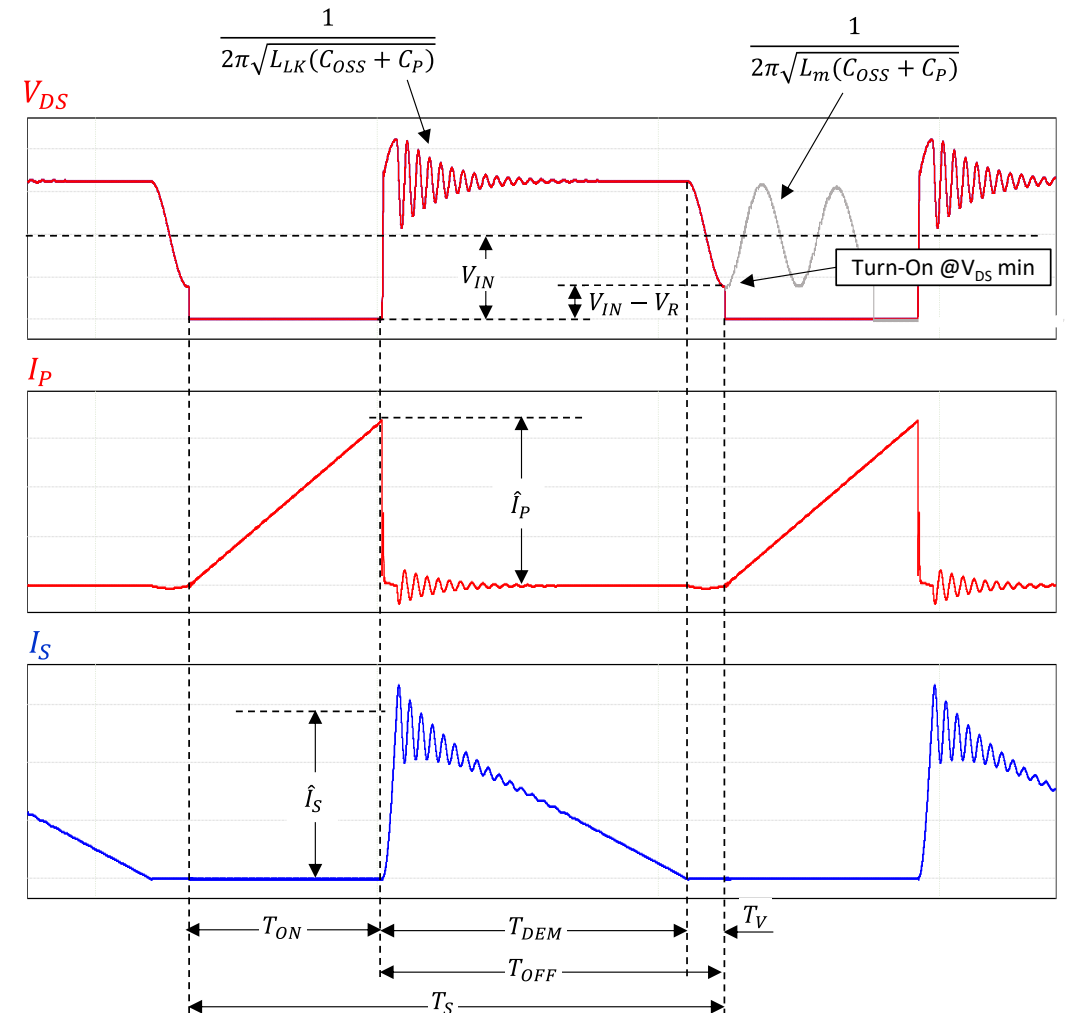 1
2π√L_LK(C_OSS + C_P)
1
2π√L_m(C_OSS + C_P)
V_DS
V_IN
Turn-On @V_DS min
V_IN − V_R
I_P
Î_P
I_S
Î_S
T_ON
T_DEM
T_V
T_OFF
T_S